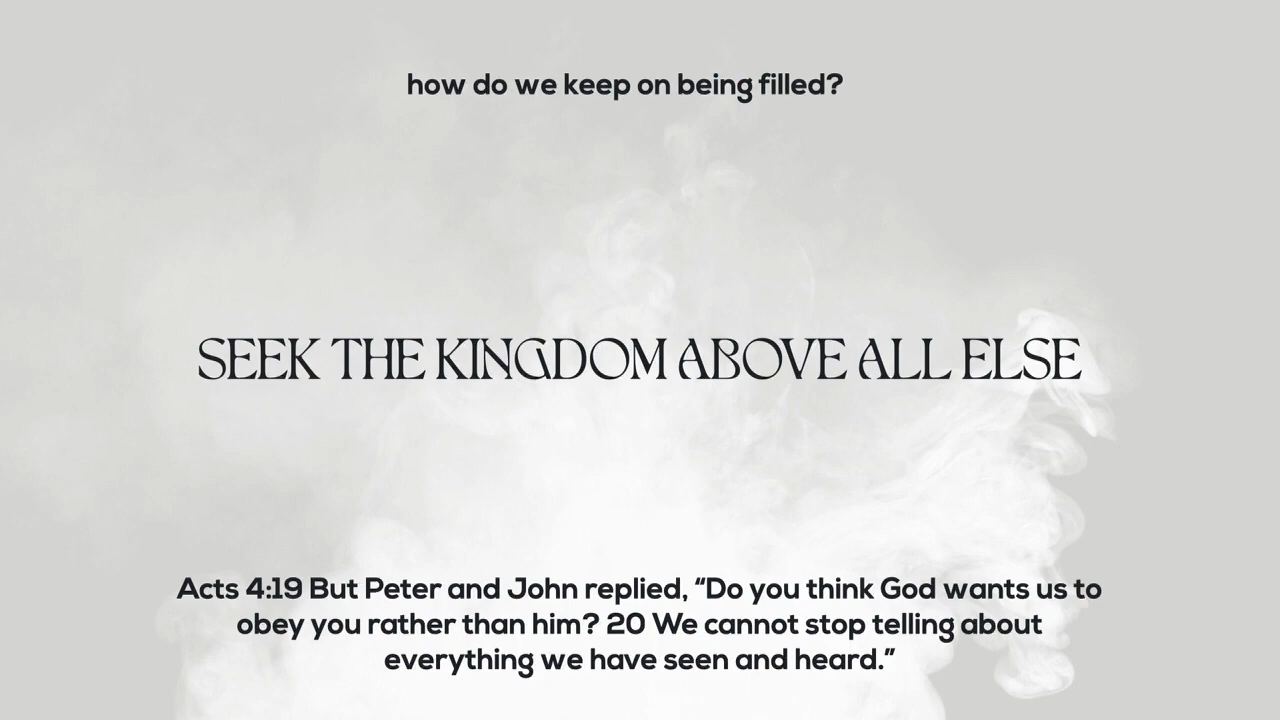 how do we keep on being filled?
SEEK THE KINGDOM ABOVE ALL ELSE
Acts 4:19 But Peter and John replied, “Do you think God wants us to
obey you rather than him? 20 We cannot stop telling about
everything we have seen and heard.”